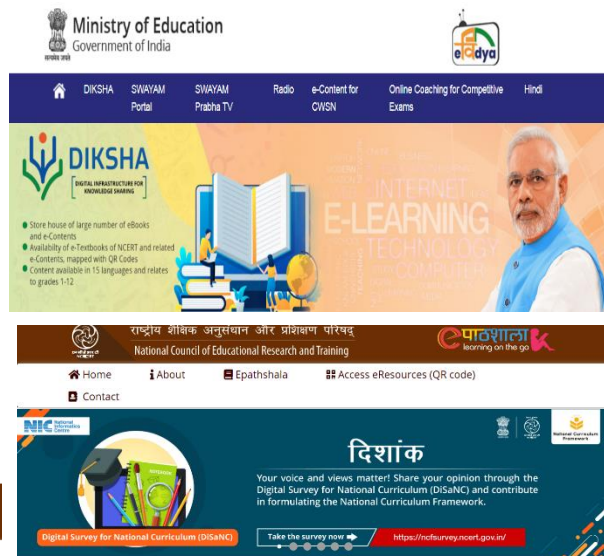 Ministry of Education
Government of India
सत्यमेव जयते
ईविद्या
DIKSHA
SWAYAM Portal
SWAYAM Prabha TV
Radio
e-Content for CWSN
Online Coaching for Competitive Exams
Hindi
DIKSHA
DIGITAL INFRASTRUCTURE FOR
KNOWLEDGE SHARING
Store house of large number of eBooks
and e-Contents
Availabilty of e-Textbooks of NCERT and related
e-Contents, mapped with QR Codes
Content available in 15 languages and relates
to grades 1-12
INTERNET
E-LEARNING
TECHNOLOGY
COMPUTER
राष्ट्रीय शैक्षिक अनुसंधान और प्रशिक्षण परिषद्
National Council of Educational Research and Training
eपाठशाला
learning on the go
Home
About
Epathshala
Access eResources (QR code)
Contact
NIC National Informatics Centre
National Curriculum Framework
दिशांक
Your voice and views matter! Share your opinion through the
Digital Survey for National Curriculum (DiSaNC) and contribute
in formulating the National Curriculum Framework.
Digital Survey for National Curriculum (DiSaNC)
Take the survey now
https://ncfsurvey.ncert.gov.in/